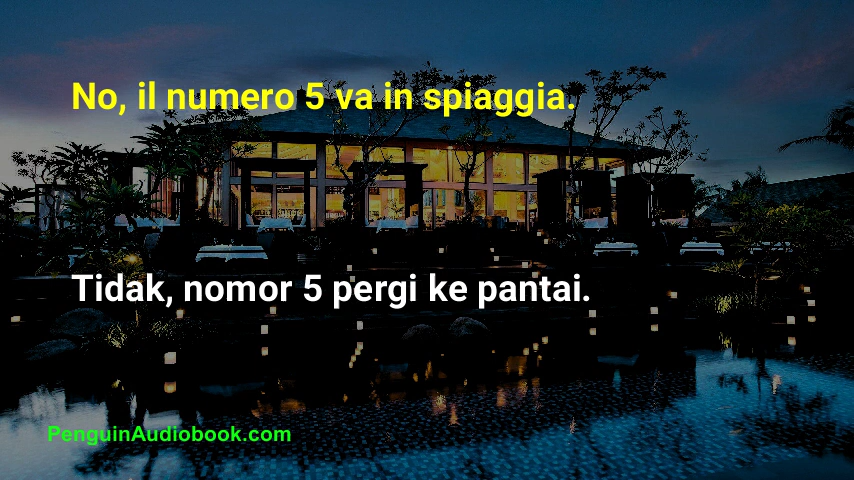 No, il numero 5 va in spiaggia.
Tidak, nomor 5 pergi ke pantai.
PenguinAudiobook.com